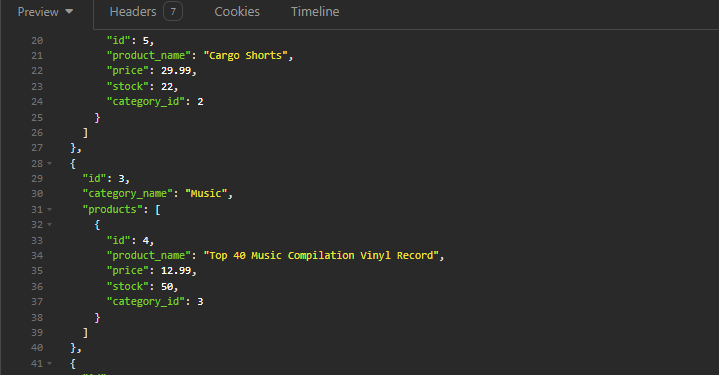 Preview Headers 7 Cookies Timeline
20 "id": 5,
21 "product_name": "Cargo Shorts",
22 "price": 29.99,
23 "stock": 22,
24 "category_id": 2
25 }
26 ]
27 },
28 {
29 "id": 3,
30 "category_name": "Music",
31 "products": [
32 {
33 "id": 4,
34 "product_name": "Top 40 Music Compilation Vinyl Record",
35 "price": 12.99,
36 "stock": 50,
37 "category_id": 3
38 }
39 ]
40 },
41 {